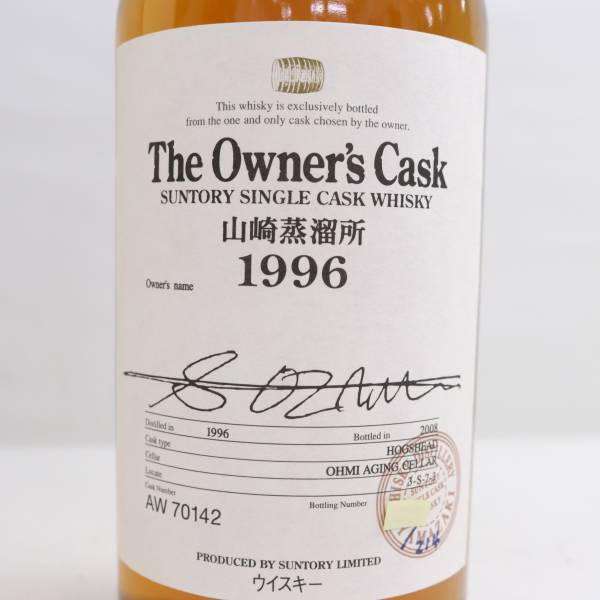 This whisky is exclusively bottled
from the one and only cask chosen by the owner.
The Owner's Cask
SUNTORY SINGLE CASK WHISKY
山崎蒸溜所
1996
Owner's name
S OZAM
Distilled in 1996 Bottled in 2008
Cask type HOGSHEAD
Cellar OHMI AGING CELLAR
Locate
Cask Number Bottling Number
AW 70142 /214
PRODUCED BY SUNTORY LIMITED
ウイスキー